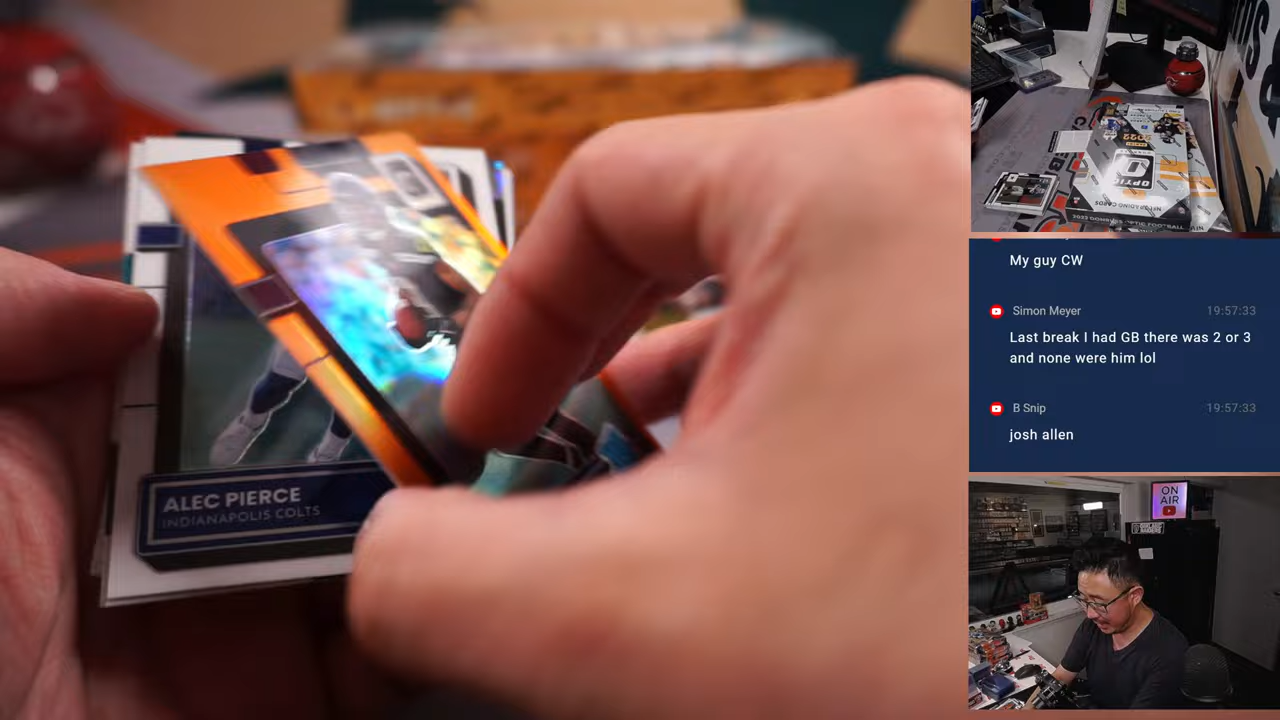 ALEC PIERCE
INDIANAPOLIS COLTS
OPTIC
2022
My guy CW
Simon Meyer 19:57:33
Last break I had GB there was 2 or 3
and none were him lol
B Snip 19:57:33
josh allen
ON
AIR